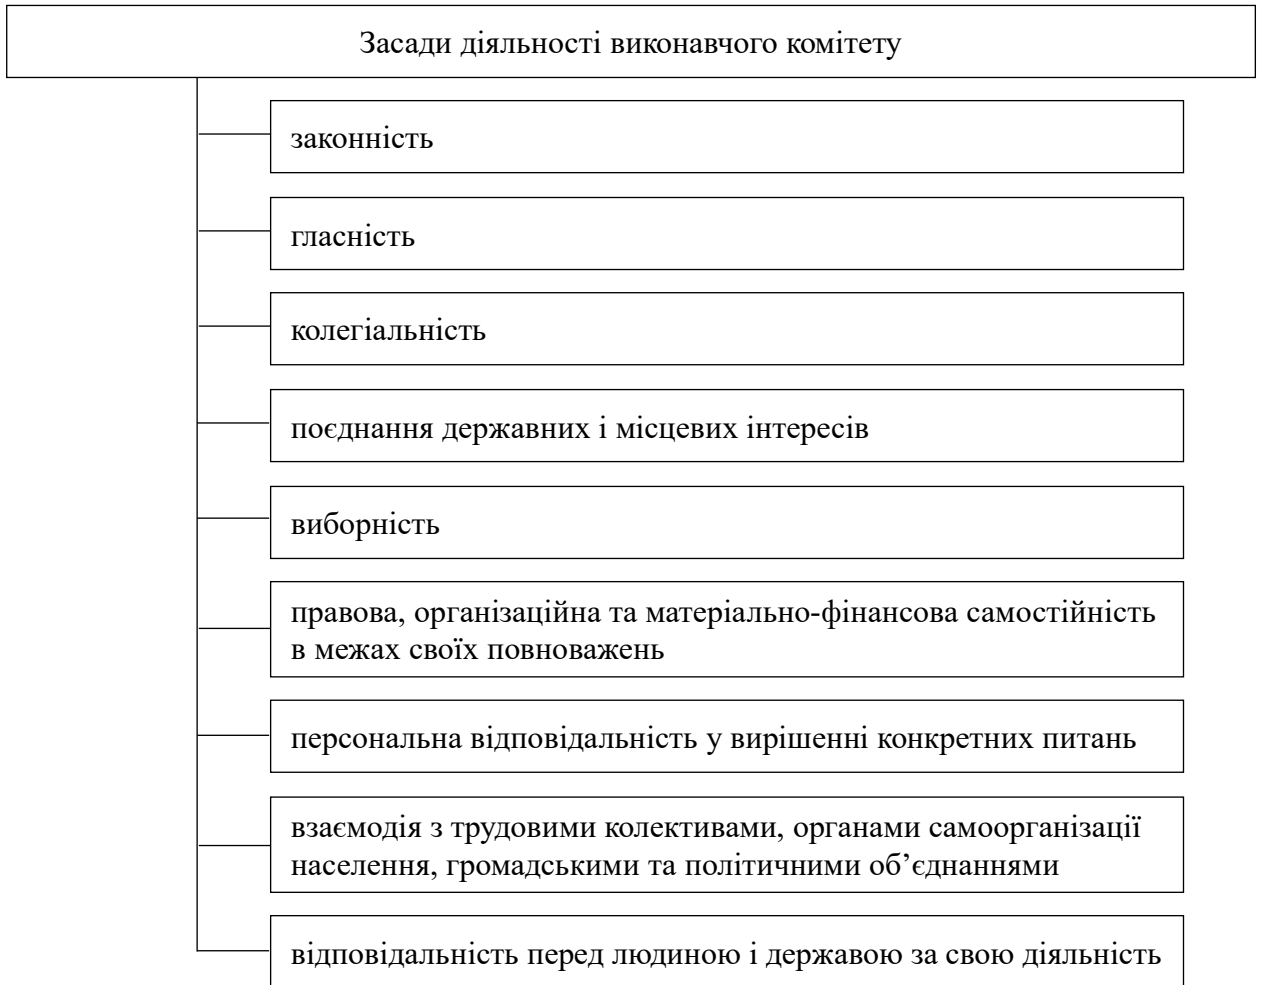 Засади діяльності виконавчого комітету
законність
гласність
колегіальність
поєднання державних і місцевих інтересів
виборність
правова, організаційна та матеріально-фінансова самостійність
в межах своїх повноважень
персональна відповідальність у вирішенні конкретних питань
взаємодія з трудовими колективами, органами самоорганізації
населення, громадськими та політичними об’єднаннями
відповідальність перед людиною і державою за свою діяльність